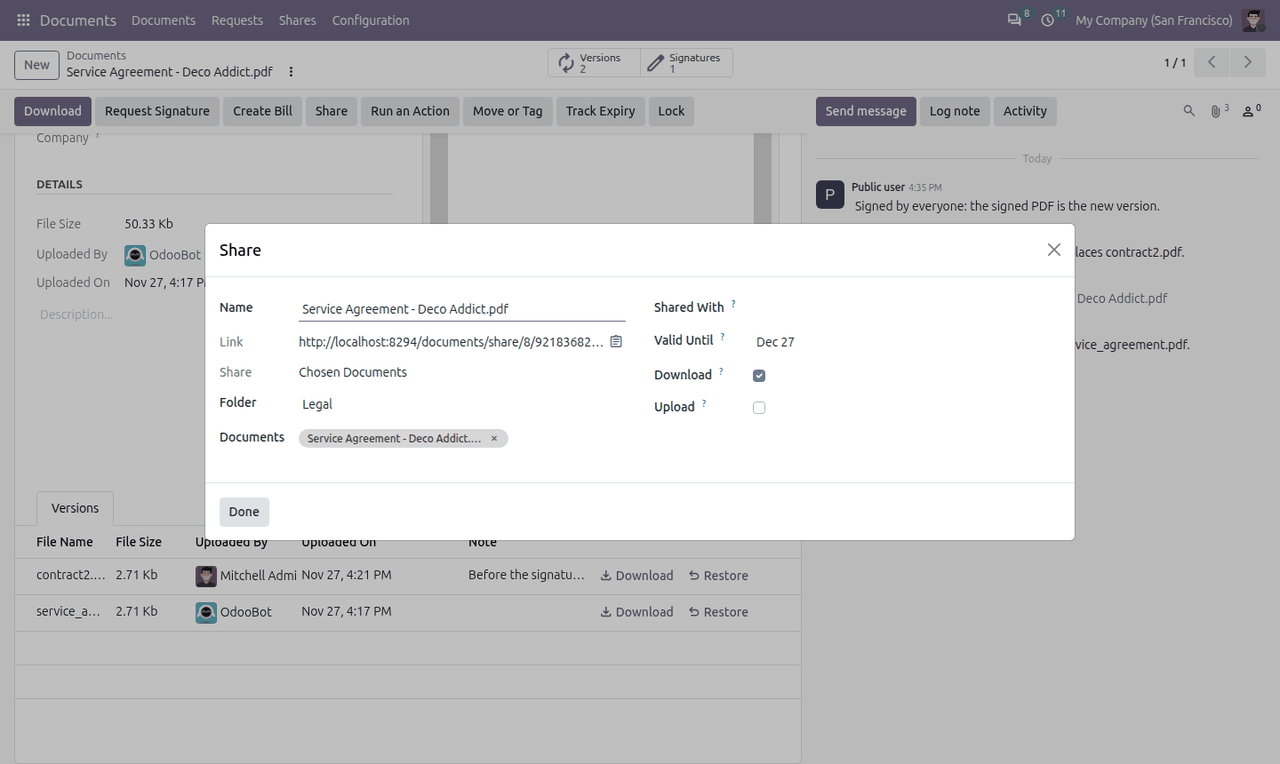 Documents Documents Requests Shares Configuration 8 11 My Company (San Francisco)
New Documents Versions 2 Signatures 1 1 / 1
Service Agreement - Deco Addict.pdf
Download Request Signature Create Bill Share Run an Action Move or Tag Track Expiry Lock Send message Log note Activity 3 0
Company ?
Today
DETAILS
P Public user 4:35 PM
Signed by everyone: the signed PDF is the new version.
File Size 50.33 Kb
Uploaded By OdooBot
Uploaded On Nov 27, 4:17
Description...
laces contract2.pdf.
Deco Addict.pdf
vice_agreement.pdf.
Share
Name Service Agreement - Deco Addict.pdf
Link http://localhost:8294/documents/share/8/92183682...
Share Chosen Documents
Folder Legal
Documents Service Agreement - Deco Addict.... ×
Shared With ?
Valid Until ? Dec 27
Download ?
Upload ?
Done
Versions
File Name File Size Uploaded By Uploaded On Note
contract2.... 2.71 Kb Mitchell Admi Nov 27, 4:21 PM Before the signatu... Download Restore
service_a... 2.71 Kb OdooBot Nov 27, 4:17 PM Download Restore